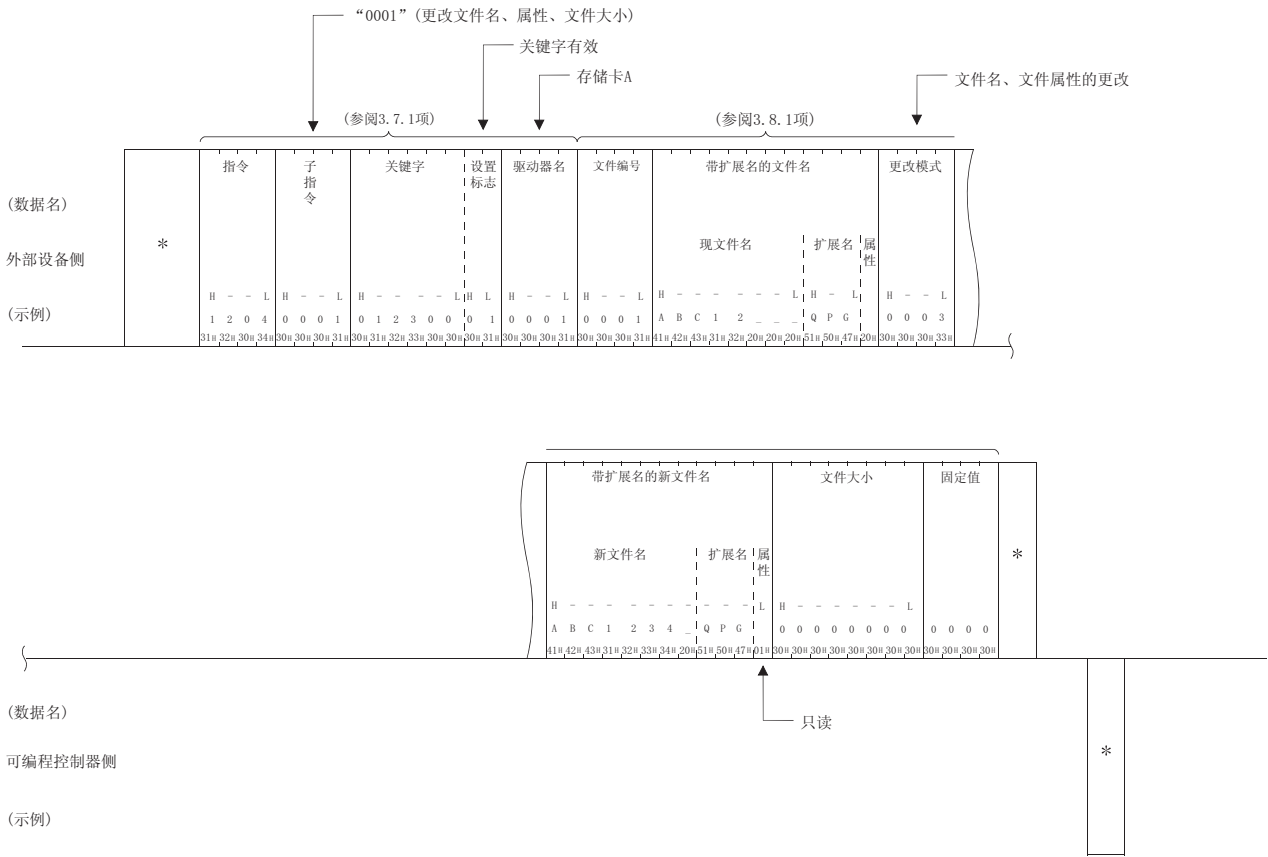 “0001”(更改文件名、属性、文件大小)
关键字有效
存储卡A
文件名、文件属性的更改
(参阅3.7.1项)
(参阅3.8.1项)
指令
子指令
关键字
设置标志
驱动器名
文件编号
带扩展名的文件名
更改模式
(数据名)
*
现文件名
扩展名
属性
外部设备侧
H - - L H - - L H - - - - L H L H - - L H - - L H - - - - - - L H - L H - - L
(示例)
1 2 0 4 0 0 0 1 0 1 2 3 0 0 0 1 0 0 0 1 0 0 0 1 A B C 1 2 _ _ _ Q P G 0 0 0 3
31H 32H 30H 34H 30H 30H 30H 31H 30H 31H 32H 33H 30H 30H 30H 31H 30H 30H 30H 31H 30H 30H 30H 31H 41H 42H 43H 31H 32H 20H 20H 20H 51H 50H 47H 20H 30H 30H 30H 33H
带扩展名的新文件名
文件大小
固定值
新文件名
扩展名
属性
*
H - - - - - - - - - - L H - - - - - - L
A B C 1 2 3 4 _ Q P G 0 0 0 0 0 0 0 0 0 0 0 0
41H 42H 43H 31H 32H 33H 34H 20H 51H 50H 47H 01H 30H 30H 30H 30H 30H 30H 30H 30H 30H 30H 30H 30H
只读
(数据名)
可编程控制器侧
*
(示例)